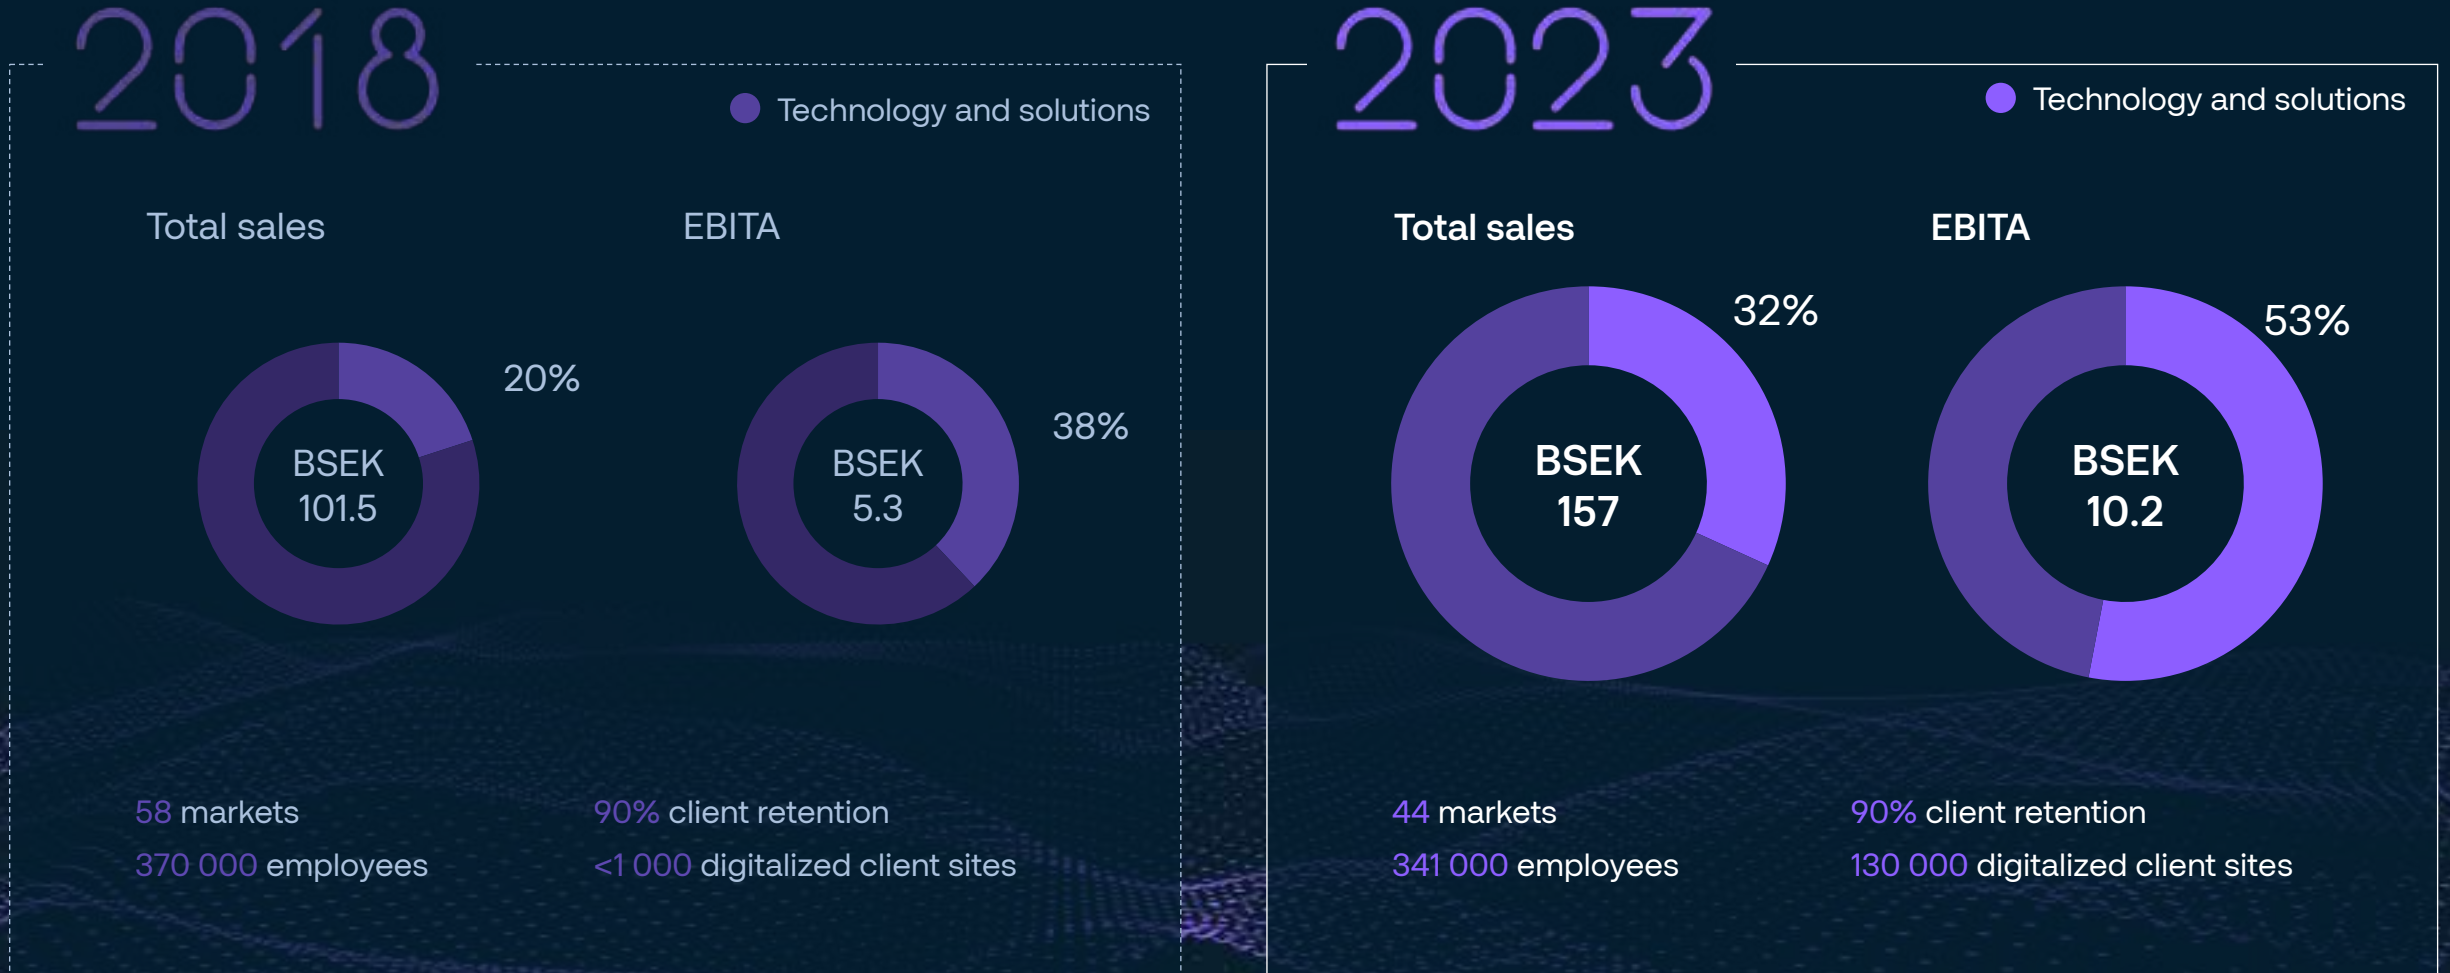 2018
Technology and solutions
Total sales
EBITA
20%
38%
BSEK
101.5
BSEK
5.3
58 markets
90% client retention
370 000 employees
<1 000 digitalized client sites
2023
Technology and solutions
Total sales
EBITA
32%
53%
BSEK
157
BSEK
10.2
44 markets
90% client retention
341 000 employees
130 000 digitalized client sites